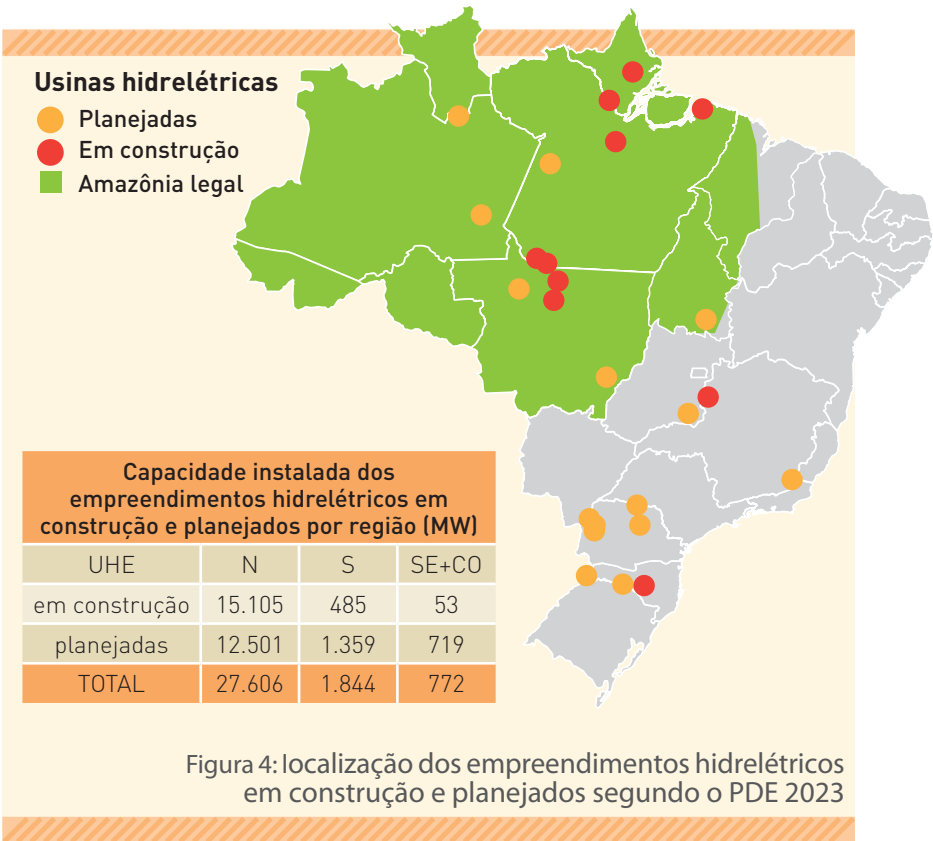 Usinas hidrelétricas
Planejadas
Em construção
Amazônia legal
Capacidade instalada dos
empreendimentos hidrelétricos em
construção e planejados por região (MW)
UHE N S SE+CO
em construção 15.105 485 53
planejadas 12.501 1.359 719
TOTAL 27.606 1.844 772
Figura 4: localização dos empreendimentos hidrelétricos
em construção e planejados segundo o PDE 2023